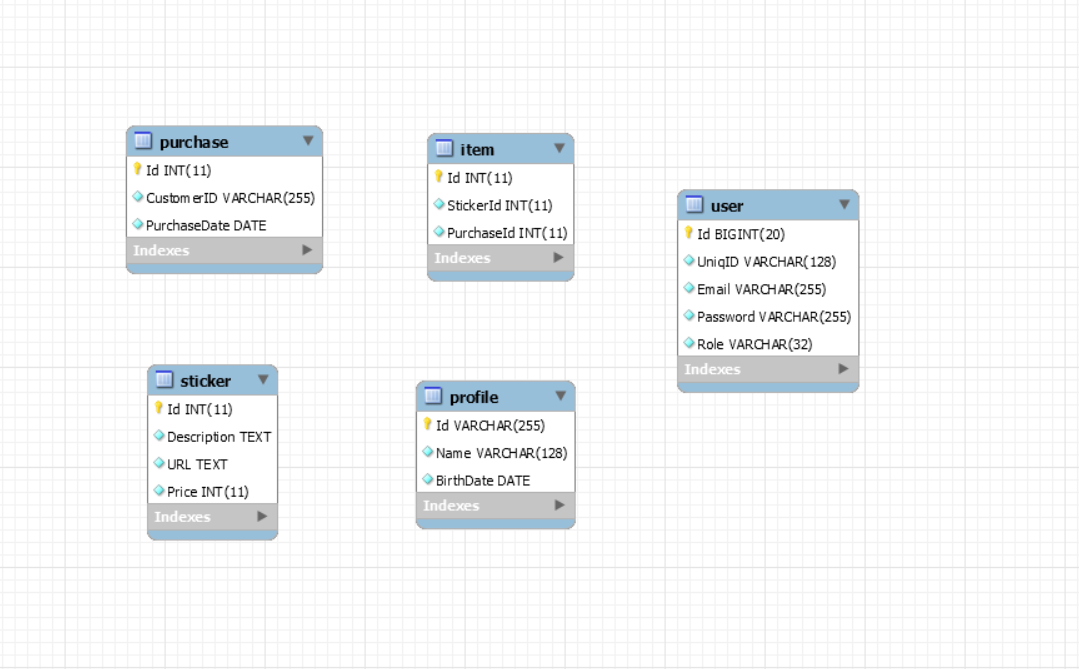 purchase
Id INT(11)
CustomerID VARCHAR(255)
PurchaseDate DATE
Indexes
item
Id INT(11)
StickerId INT(11)
PurchaseId INT(11)
Indexes
user
Id BIGINT(20)
UniqID VARCHAR(128)
Email VARCHAR(255)
Password VARCHAR(255)
Role VARCHAR(32)
Indexes
sticker
Id INT(11)
Description TEXT
URL TEXT
Price INT(11)
Indexes
profile
Id VARCHAR(255)
Name VARCHAR(128)
BirthDate DATE
Indexes